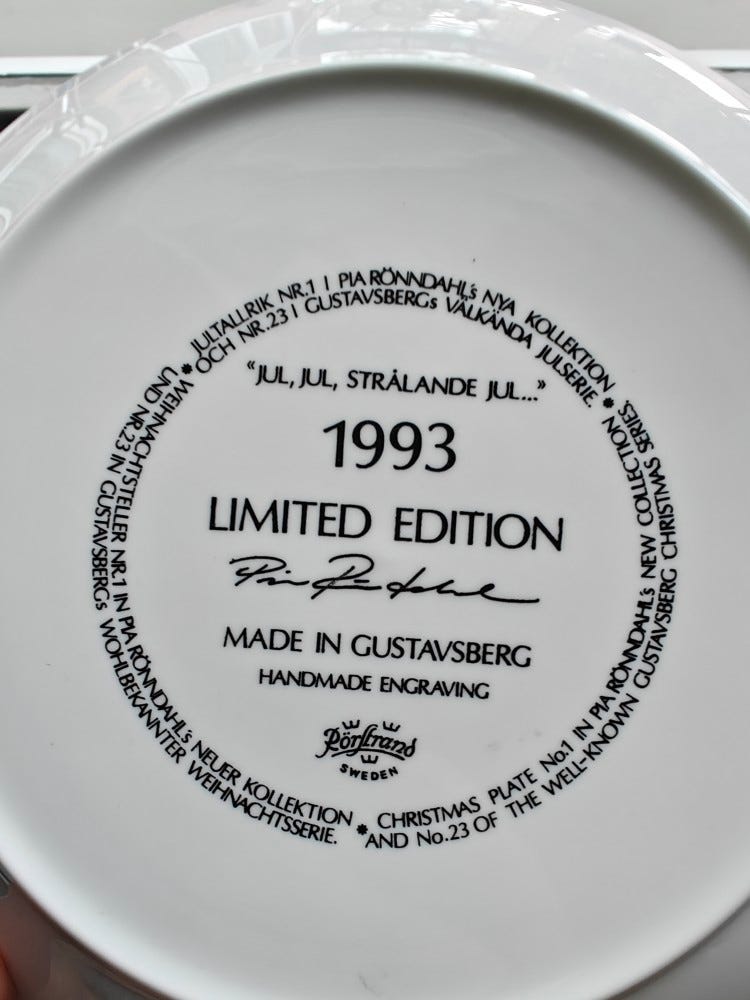 JULTALLRIK NR.1 I PIA RÖNNDAHL's NYA KOLLEKTION
OCH NR.23 I GUSTAVSBERGs VÄLKÄNDA JULSERIE. *
“JUL, JUL, STRÅLANDE JUL...”
1993
LIMITED EDITION
Pia Rönndahl
MADE IN GUSTAVSBERG
HANDMADE ENGRAVING
Rörstrand
SWEDEN
CHRISTMAS PLATE No.1 IN PIA RÖNNDAHL's NEW COLLECTION
AND No.23 OF THE WELL-KNOWN GUSTAVSBERG CHRISTMAS SERIES. *
WEIHNACHTSTELLER NR.1 IN PIA RÖNNDAHL's NEUER KOLLEKTION
UND NR.23 IN GUSTAVSBERGs WOHLBEKANNTER WEIHNACHTSSERIE. *